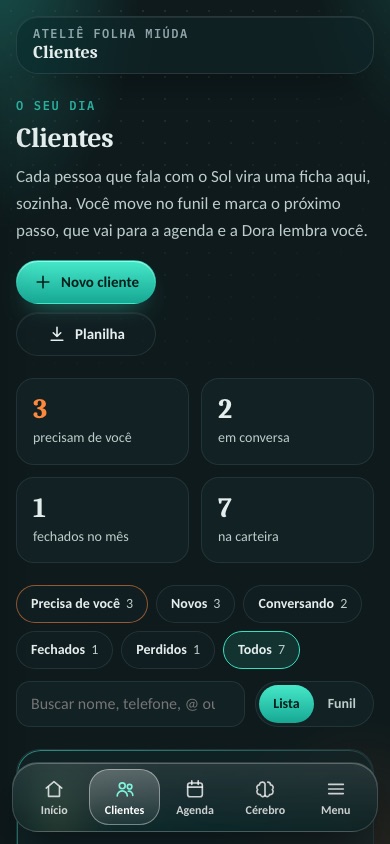 ATELIÊ FOLHA MIÚDA
Clientes
O SEU DIA
Clientes
Cada pessoa que fala com o Sol vira uma ficha aqui,
sozinha. Você move no funil e marca o próximo
passo, que vai para a agenda e a Dora lembra você.
Novo cliente
Planilha
3
precisam de você
2
em conversa
1
fechados no mês
7
na carteira
Precisa de você 3
Novos 3
Conversando 2
Fechados 1
Perdidos 1
Todos 7
Buscar nome, telefone, @ ou
Lista
Funil
Início
Clientes
Agenda
Cérebro
Menu